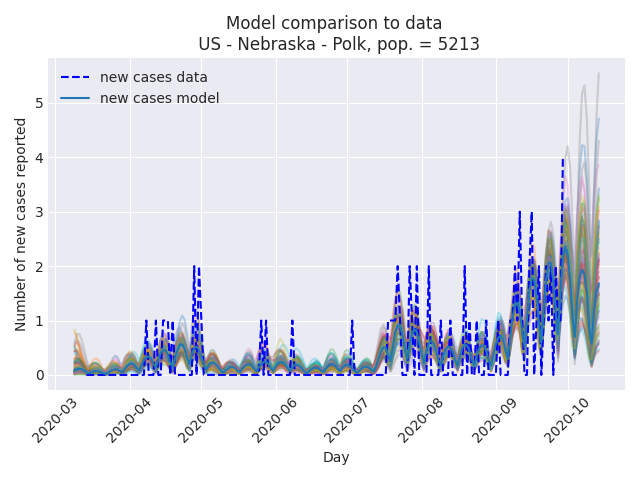 Model comparison to data
US - Nebraska - Polk, pop. = 5213
new cases data
new cases model
Number of new cases reported
5
4
3
2
1
0
2020-03
2020-04
2020-05
2020-06
2020-07
2020-08
2020-09
2020-10
Day